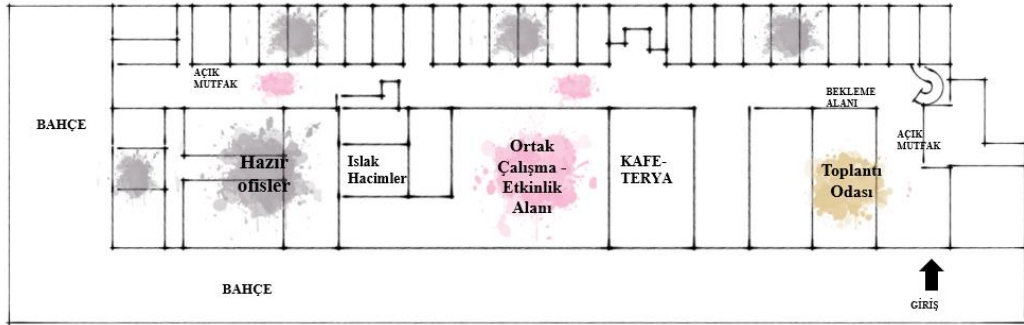 AÇIK
MUTFAK
BEKLEME
ALANI
BAHÇE
AÇIK
MUTFAK
Hazır
ofisler
Islak
Hacimler
Ortak
Çalışma -
Etkinlik
Alanı
KAFE-
TERYA
Toplantı
Odası
BAHÇE
GİRİŞ